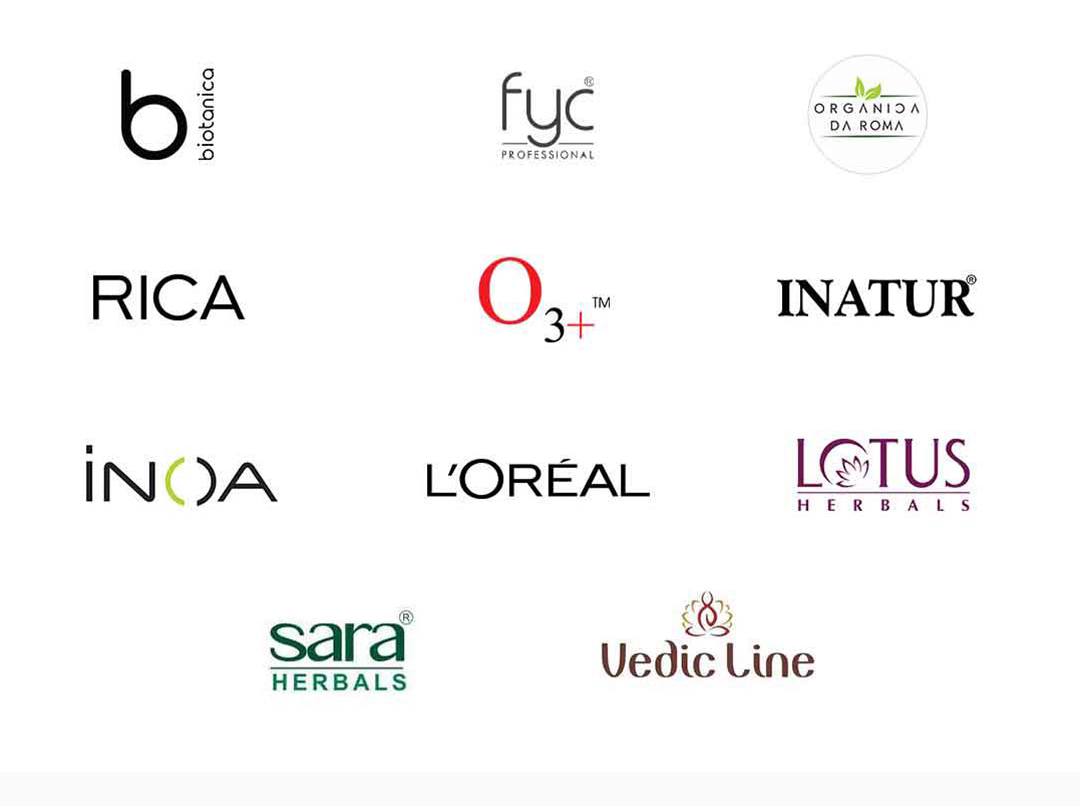 b
biotanica
fyc®
PROFESSIONAL
ORGANICA
DA ROMA
RICA
O3+™
INATUR®
iNOA
L'ORÉAL
LOTUS
HERBALS
sara®
HERBALS
Vedic Line